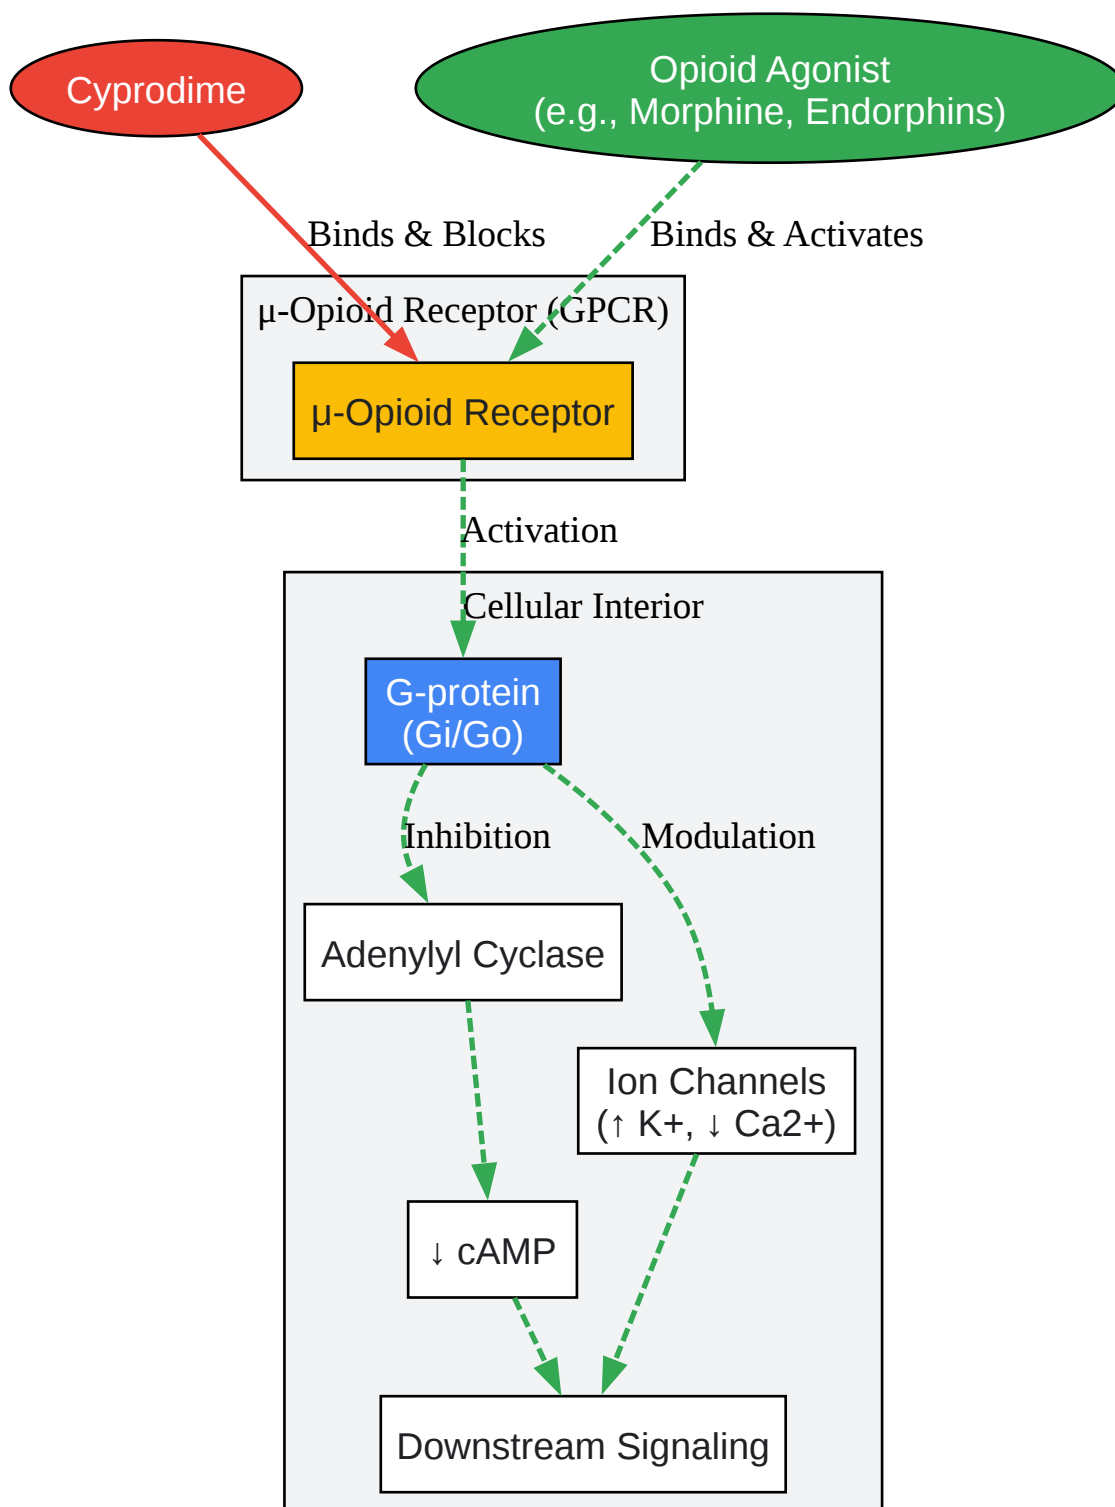 Cyprodime
Opioid Agonist
(e.g., Morphine, Endorphins)
Binds & Blocks
Binds & Activates
μ-Opioid Receptor (GPCR)
μ-Opioid Receptor
Activation
Cellular Interior
G-protein
(Gi/Go)
Inhibition
Modulation
Adenylyl Cyclase
Ion Channels
(↑ K+, ↓ Ca2+)
↓ cAMP
Downstream Signaling